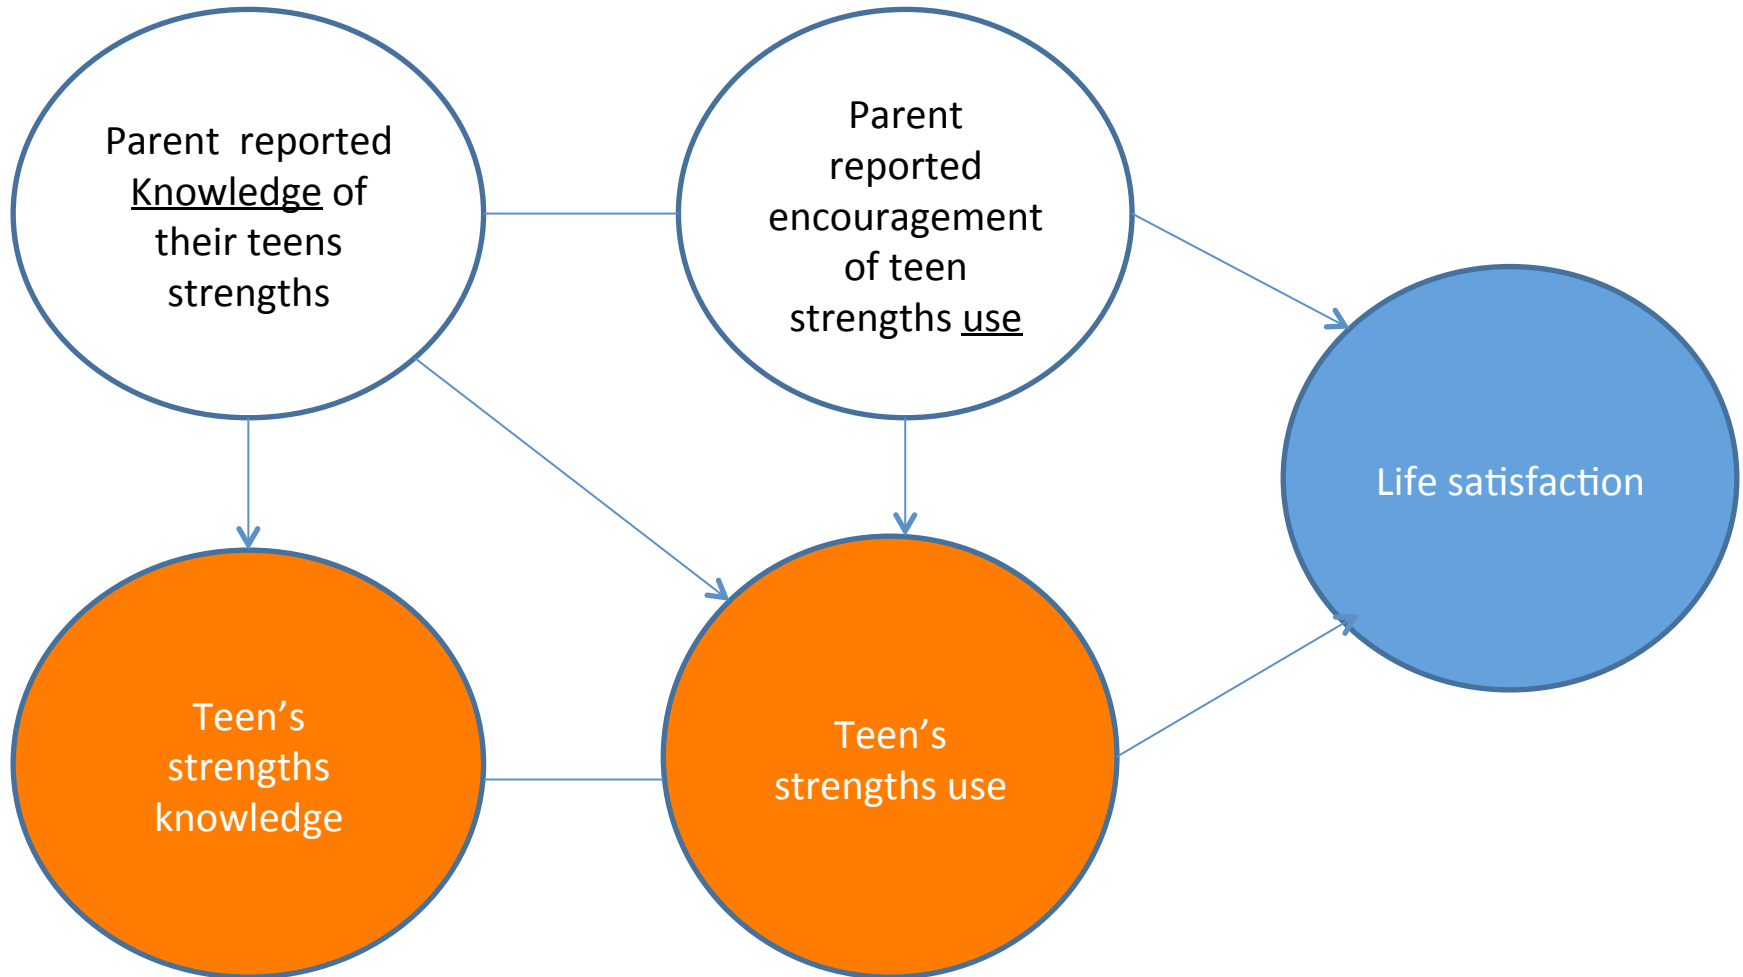 Parent  reported
Knowledge of
their teens
strengths
Parent
reported
encouragement
of teen
strengths use
Life satisfaction
Teen’s
strengths
knowledge
Teen’s
strengths use